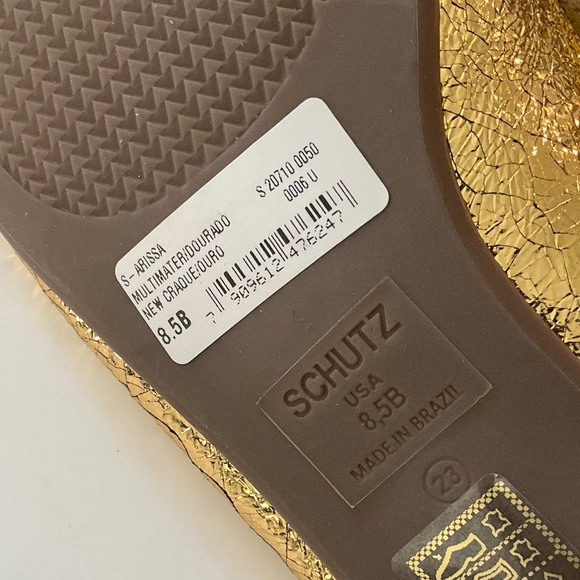 S 20710 0050
0006 U
S-ARISSA
MULTIMATER/DOURADO
NEW CRAQUE/OURO
8.5B
7 909612 476247
SCHUTZ
USA
8,5B
MADE IN BRAZIL
23